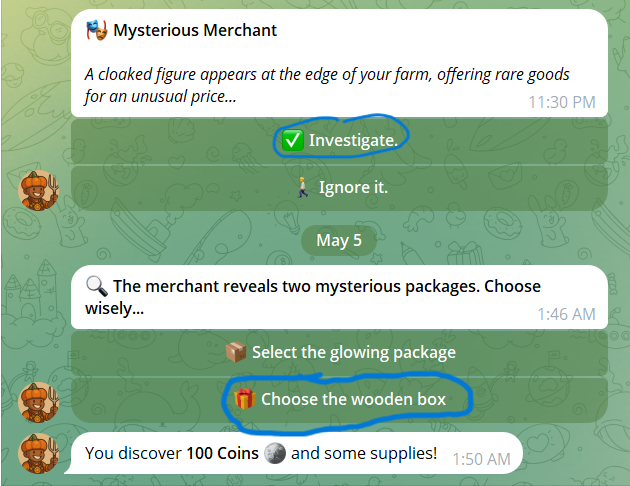 Mysterious Merchant
A cloaked figure appears at the edge of your farm, offering rare goods
for an unusual price...
11:30 PM
Investigate.
Ignore it.
May 5
The merchant reveals two mysterious packages. Choose
wisely...
1:46 AM
Select the glowing package
Choose the wooden box
You discover 100 Coins and some supplies!
1:50 AM